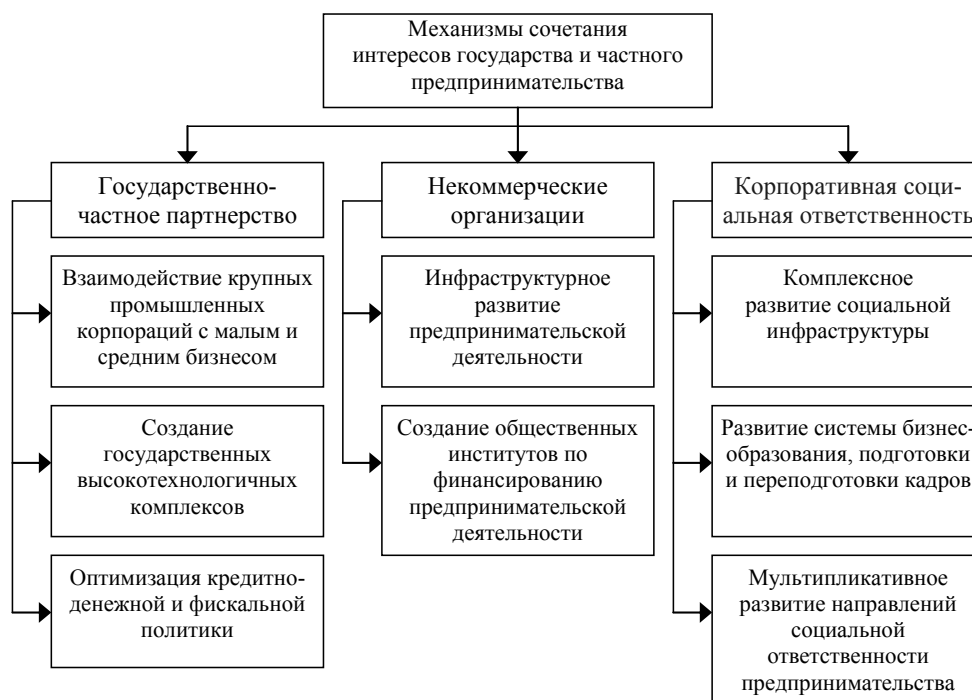 Механизмы сочетания
интересов государства и частного
предпринимательства
Государственно-
частное партнерство
Некоммерческие
организации
Корпоративная соци-
альная ответственность
Взаимодействие крупных
промышленных
корпораций с малым и
средним бизнесом
Инфраструктурное
развитие
предпринимательской
деятельности
Комплексное
развитие социальной
инфраструктуры
Создание
государственных
высокотехнологичных
комплексов
Создание общественных
институтов по
финансированию
предпринимательской
деятельности
Развитие системы бизнес-
образования, подготовки
и переподготовки кадров
Оптимизация кредитно-
денежной и фискальной
политики
Мультипликативное
развитие направлений
социальной
ответственности
предпринимательства